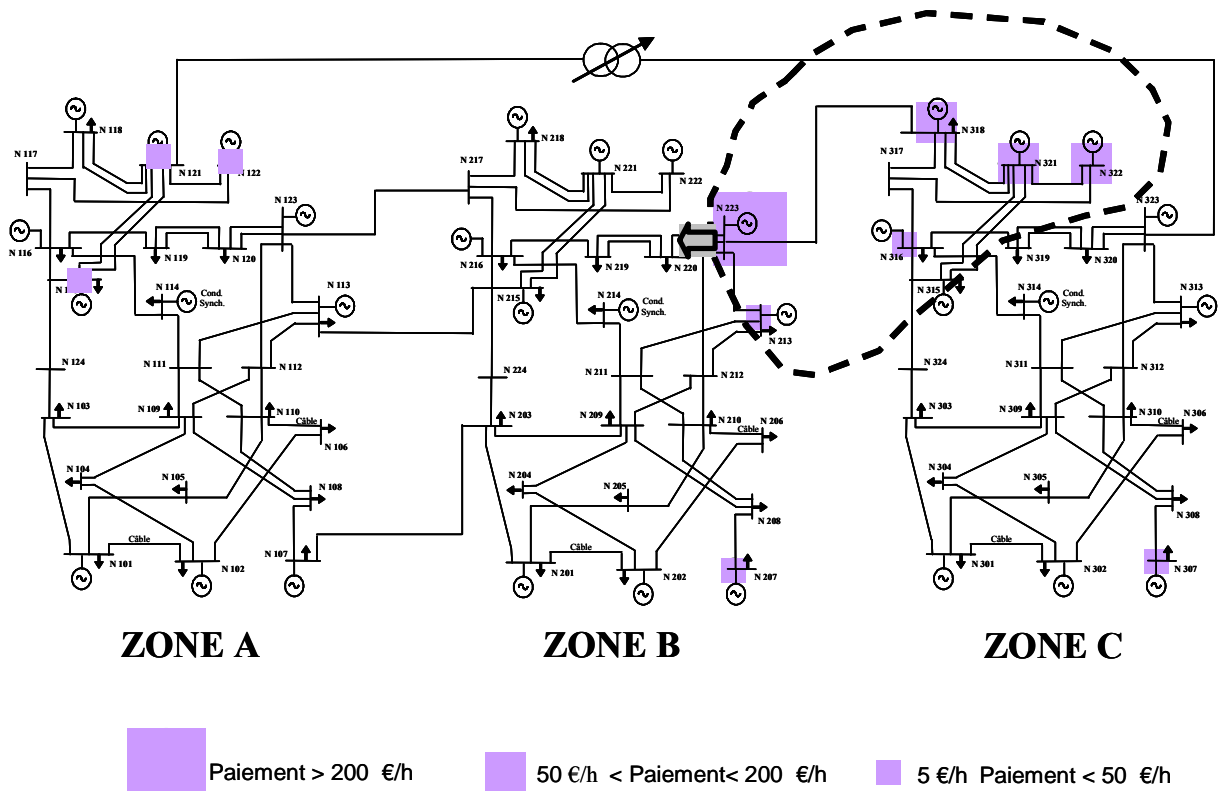 N 118
N 218
N 318
N 117
N 121
N 122
N 217
N 221
N 222
N 317
N 321
N 322
N 123
N 223
N 323
N 116
N 119
N 120
N 216
N 219
N 220
N 316
N 319
N 320
N 114
Cond.
Synch.
N 113
N 215
N 214
Cond.
Synch.
N 213
N 315
N 314
Cond.
Synch.
N 313
N 124
N 111
N 112
N 224
N 211
N 212
N 324
N 311
N 312
N 103
N 109
N 110
Câble
N 106
N 203
N 209
N 210
N 206
Câble
N 303
N 309
N 310
N 306
Câble
N 104
N 105
N 108
N 204
N 205
N 208
N 304
N 305
N 308
Câble
N 101
N 102
N 107
Câble
N 201
N 202
N 207
Câble
N 301
N 302
N 307
ZONE A
ZONE B
ZONE C
Paiement > 200 €/h
50 €/h < Paiement< 200 €/h
5 €/h Paiement < 50 €/h